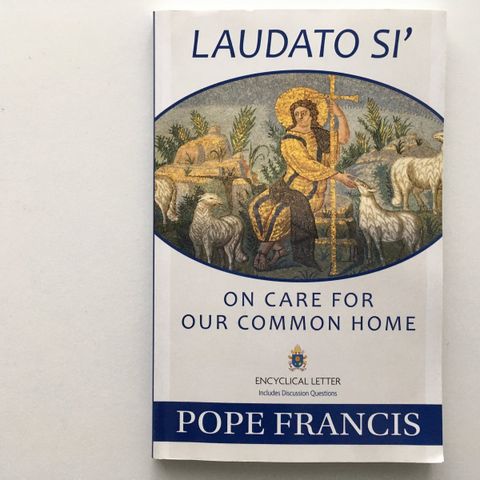 LAUDATO SI'
ON CARE FOR
OUR COMMON HOME
ENCYCLICAL LETTER
Includes Discussion Questions
POPE FRANCIS